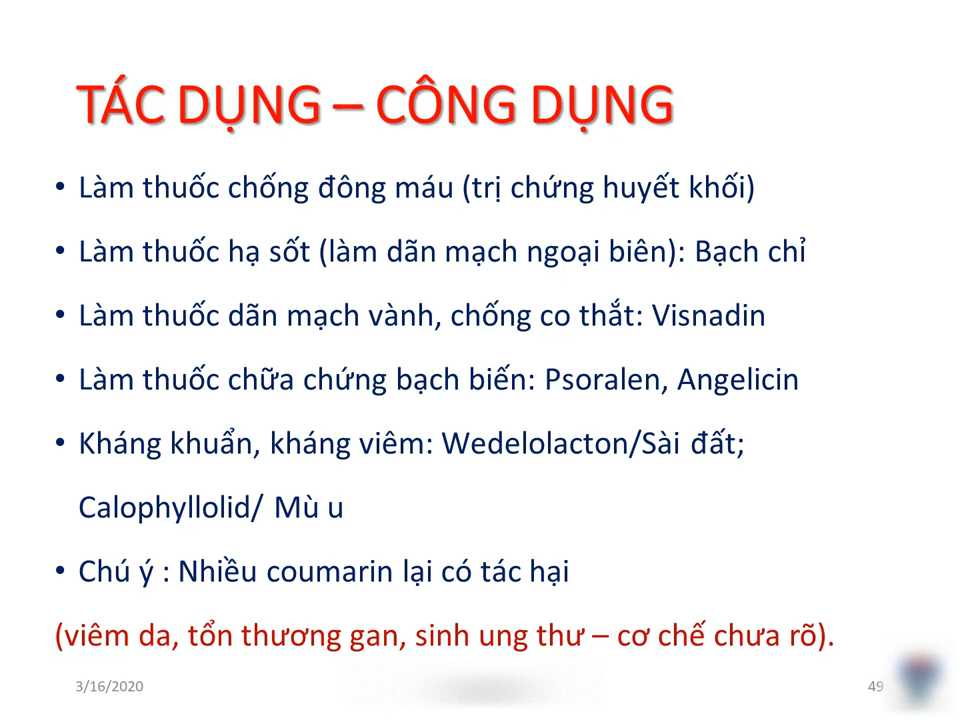 TÁC DỤNG – CÔNG DỤNG
• Làm thuốc chống đông máu (trị chứng huyết khối)
• Làm thuốc hạ sốt (làm dãn mạch ngoại biên): Bạch chỉ
• Làm thuốc dãn mạch vành, chống co thắt: Visnadin
• Làm thuốc chữa chứng bạch biến: Psoralen, Angelicin
• Kháng khuẩn, kháng viêm: Wedelolacton/Sài đất;
Calophyllolid/ Mù u
• Chú ý : Nhiều coumarin lại có tác hại
(viêm da, tổn thương gan, sinh ung thư – cơ chế chưa rõ).
3/16/2020
49